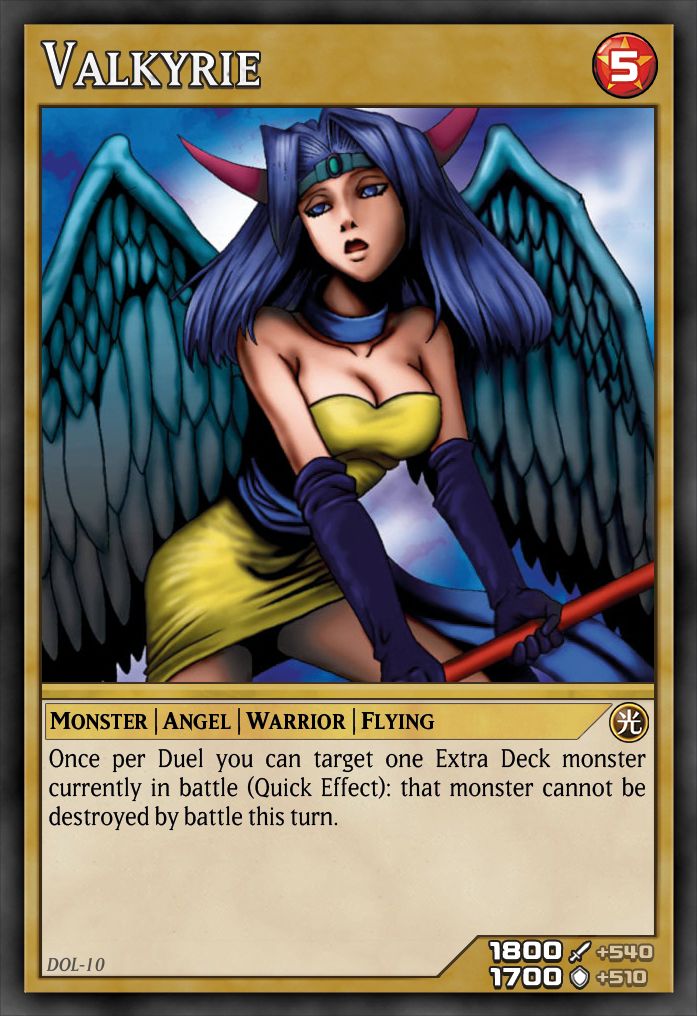 VALKYRIE
5
MONSTER | ANGEL | WARRIOR | FLYING
光
Once per Duel you can target one Extra Deck monster
currently in battle (Quick Effect): that monster cannot be
destroyed by battle this turn.
1800 +540
DOL-10
1700 +510